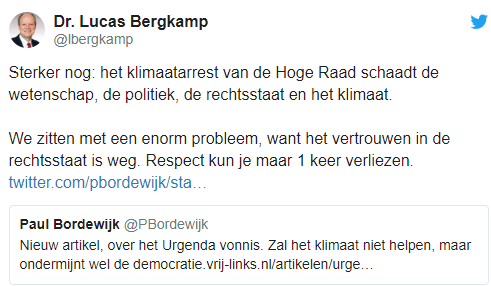 Dr. Lucas Bergkamp
@lbergkamp
Sterker nog: het klimaatarrest van de Hoge Raad schaadt de
wetenschap, de politiek, de rechtsstaat en het klimaat.
We zitten met een enorm probleem, want het vertrouwen in de
rechtsstaat is weg. Respect kun je maar 1 keer verliezen.
twitter.com/pbordewijk/sta…
Paul Bordewijk @PBordewijk
Nieuw artikel, over het Urgenda vonnis. Zal het klimaat niet helpen, maar
ondermijnt wel de democratie.vrij-links.nl/artikelen/urge…